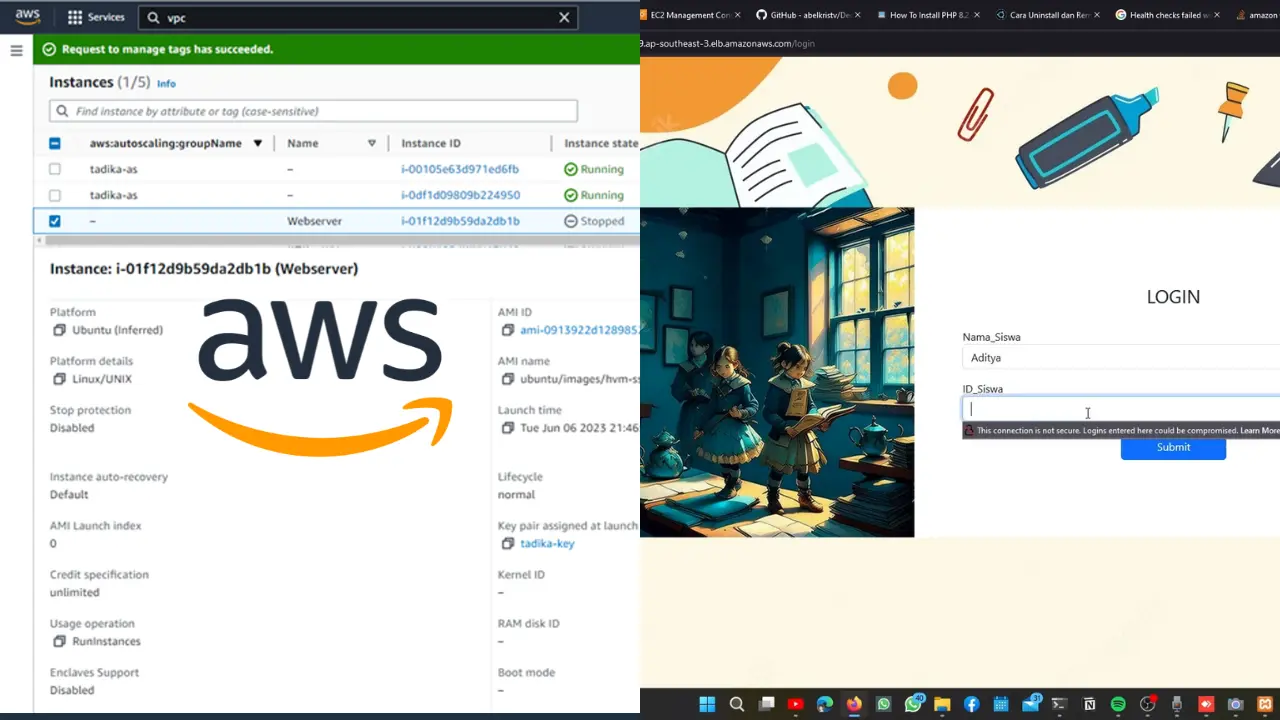 aws
Services
vpc
Request to manage tags has succeeded.
Instances (1/5) Info
Find instance by attribute or tag (case-sensitive)
aws:autoscaling:groupName Name Instance ID Instance state
tadika-as – i-00105e63d971ed6fb Running
tadika-as – i-0df1d09809b224950 Running
– Webserver i-01f12d9b59da2db1b Stopped
Instance: i-01f12d9b59da2db1b (Webserver)
Platform
Ubuntu (Inferred)
Platform details
Linux/UNIX
Stop protection
Disabled
Instance auto-recovery
Default
AMI Launch index
0
Credit specification
unlimited
Usage operation
RunInstances
Enclaves Support
Disabled
AMI ID
ami-0913922d128985
AMI name
ubuntu/images/hvm-ss
Launch time
Tue Jun 06 2023 21:46
Lifecycle
normal
Key pair assigned at launch
tadika-key
Kernel ID
–
RAM disk ID
–
Boot mode
–
aws
EC2 Management Con
GitHub - abeltristin/De
How To Install PHP 8.
Cara Uninstall dan Rem
Health checks failed w
amazon
9.ap-southeast-3.elb.amazonaws.com/login
LOGIN
Nama_Siswa
Aditya
ID_Siswa
This connection is not secure. Logins entered here could be compromised. Learn More
Submit
40
31